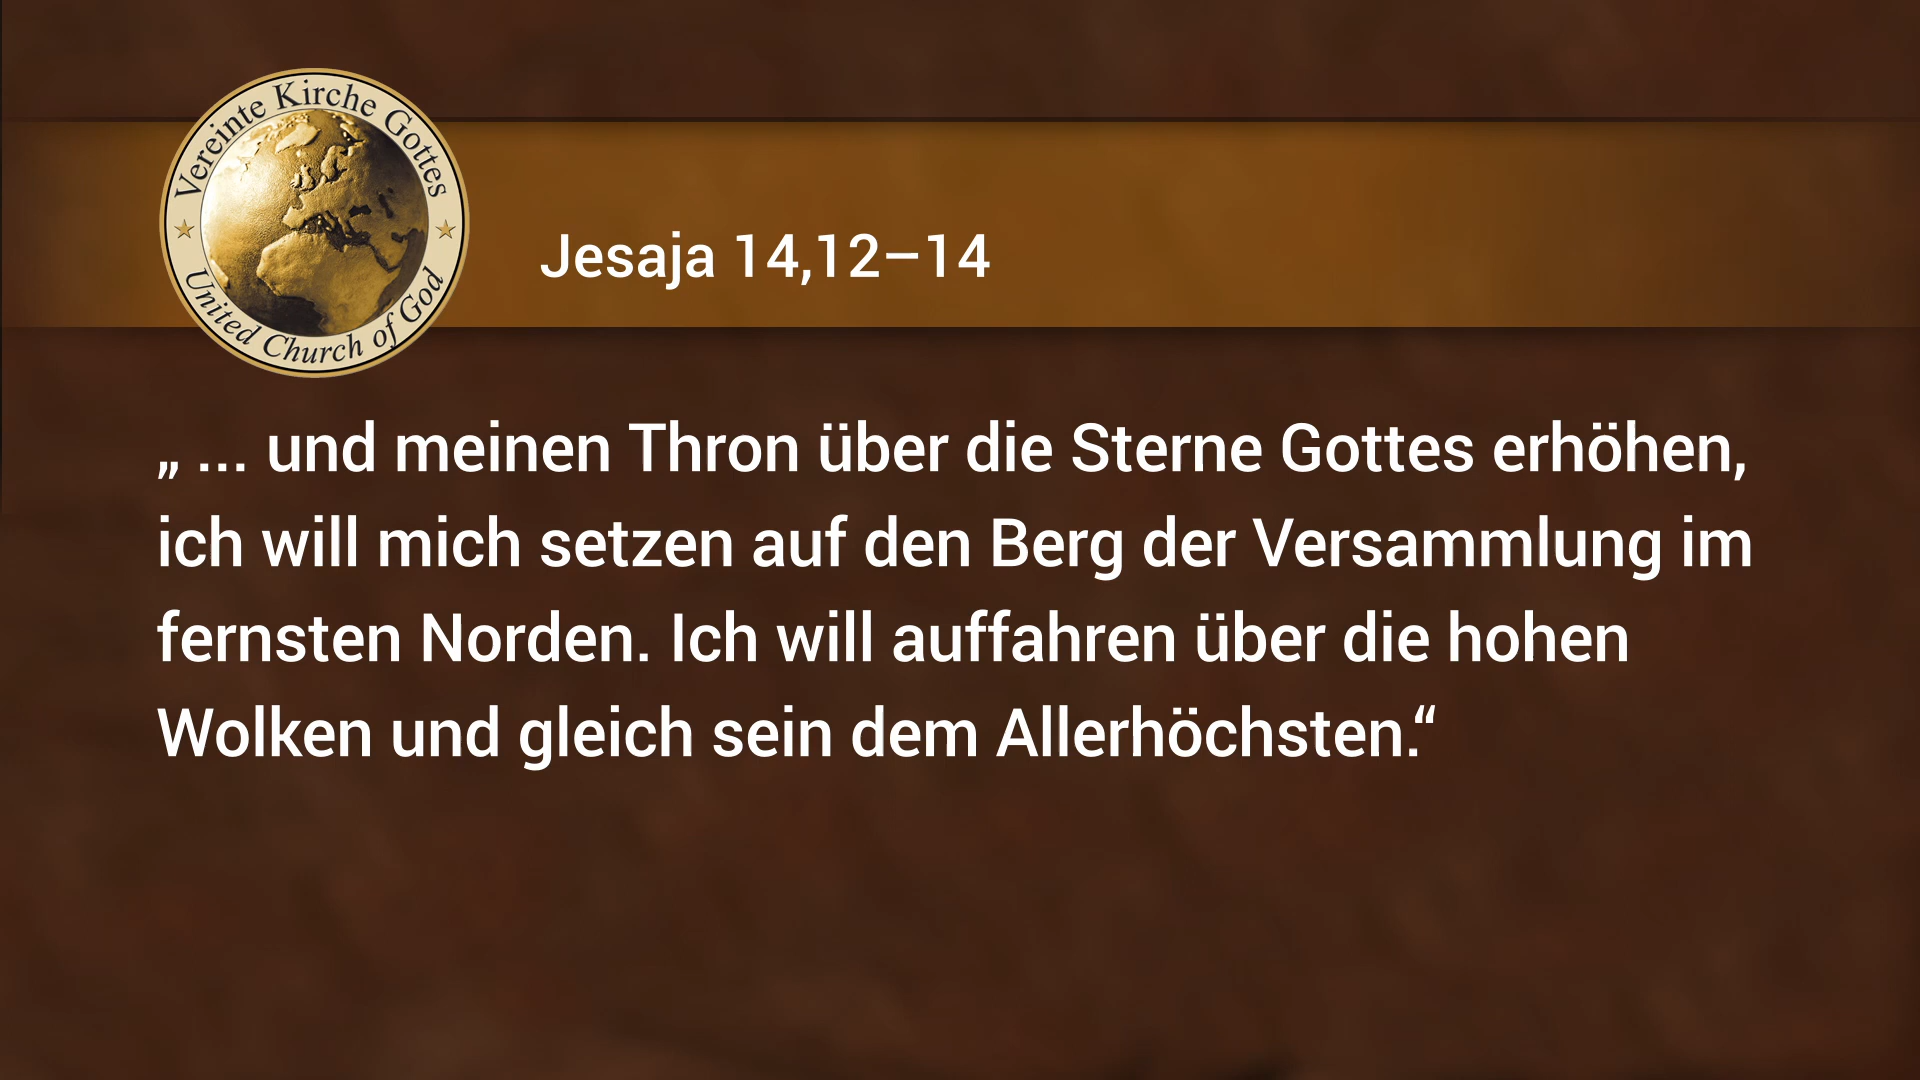 Vereinte Kirche Gottes
United Church of God
Jesaja 14,12–14
„ ... und meinen Thron über die Sterne Gottes erhöhen,
ich will mich setzen auf den Berg der Versammlung im
fernsten Norden. Ich will auffahren über die hohen
Wolken und gleich sein dem Allerhöchsten.“